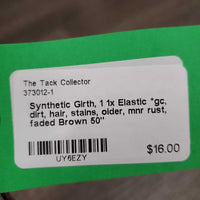 The Tack Collector
373012-1
Synthetic Girth, 1 1x Elastic *gc,
dirt, hair, stains, older, mnr rust,
faded Brown 50"
UY6EZY
$16.00